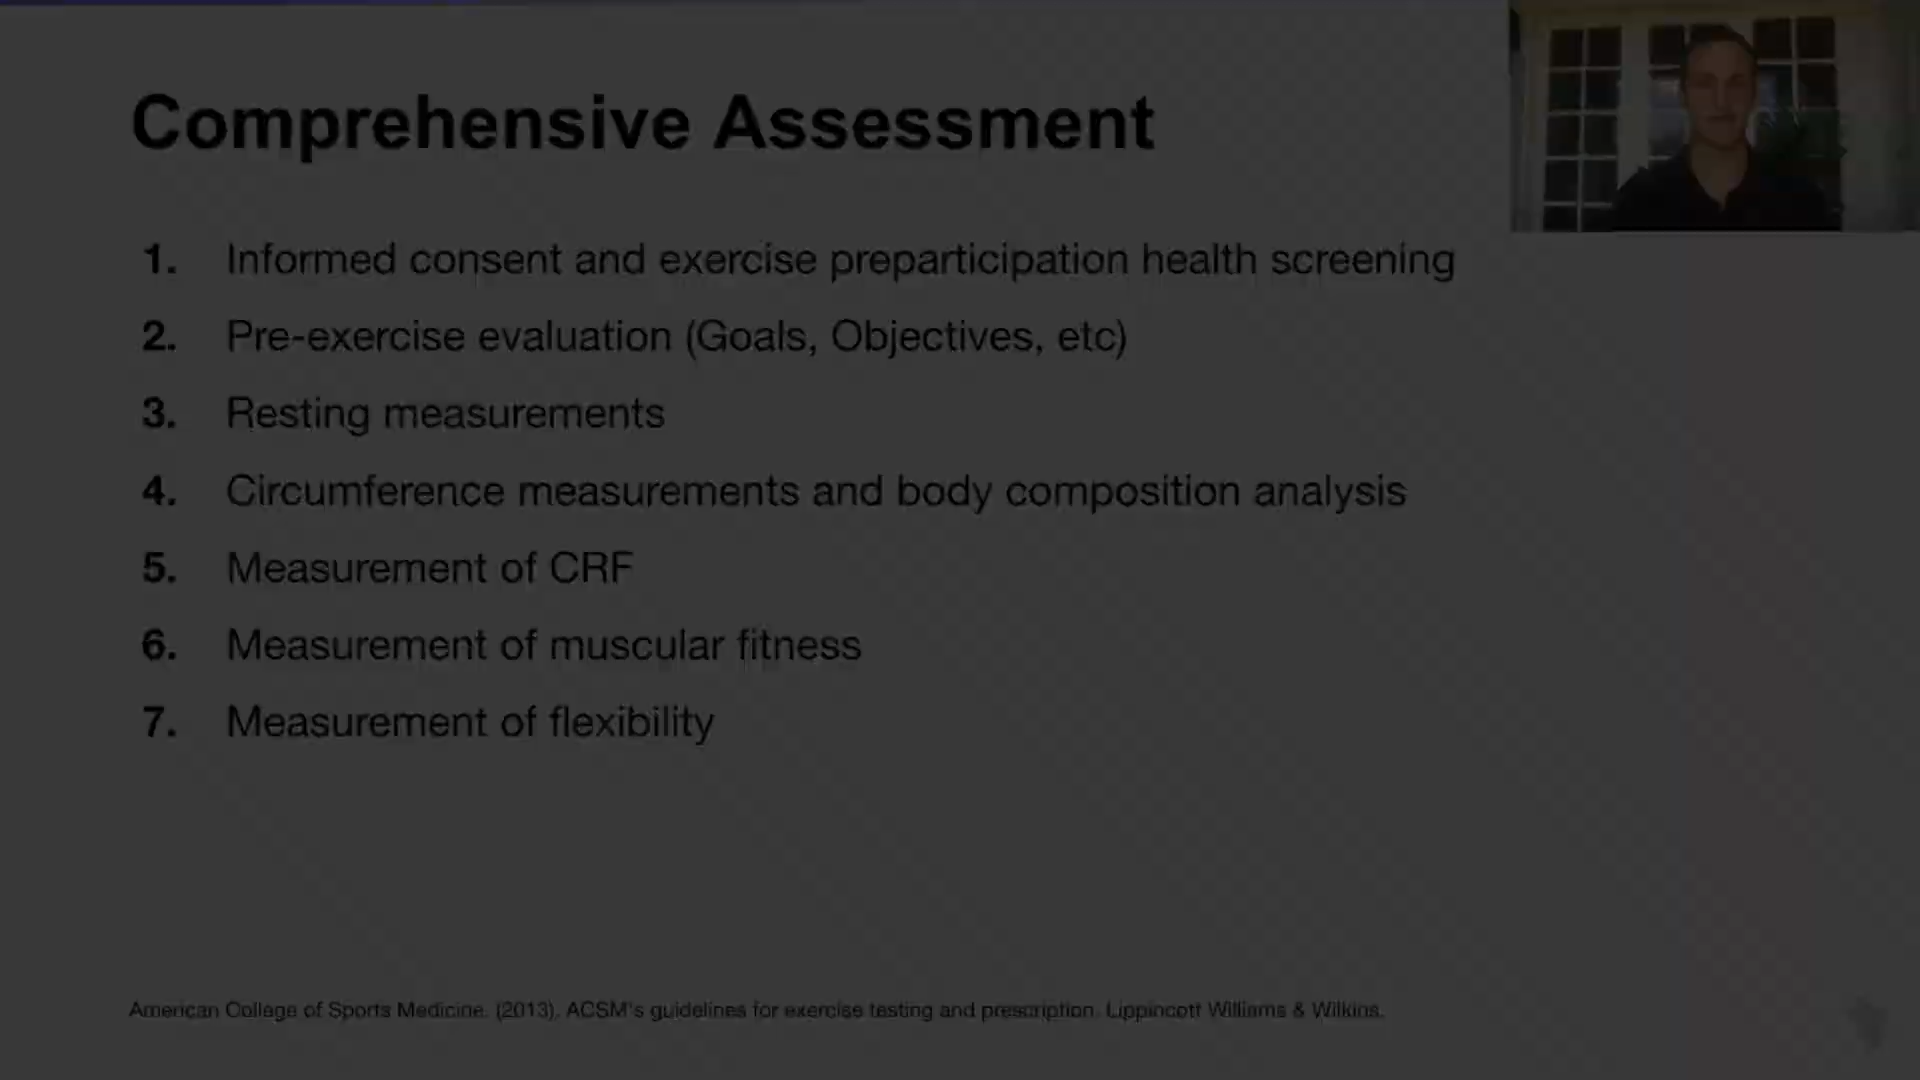 Comprehensive Assessment
1. Informed consent and exercise preparticipation health screening
2. Pre-exercise evaluation (Goals, Objectives, etc)
3. Resting measurements
4. Circumference measurements and body composition analysis
5. Measurement of CRF
6. Measurement of muscular fitness
7. Measurement of flexibility
American College of Sports Medicine. (2013). ACSM's guidelines for exercise testing and prescription. Lippincott Williams & Wilkins.